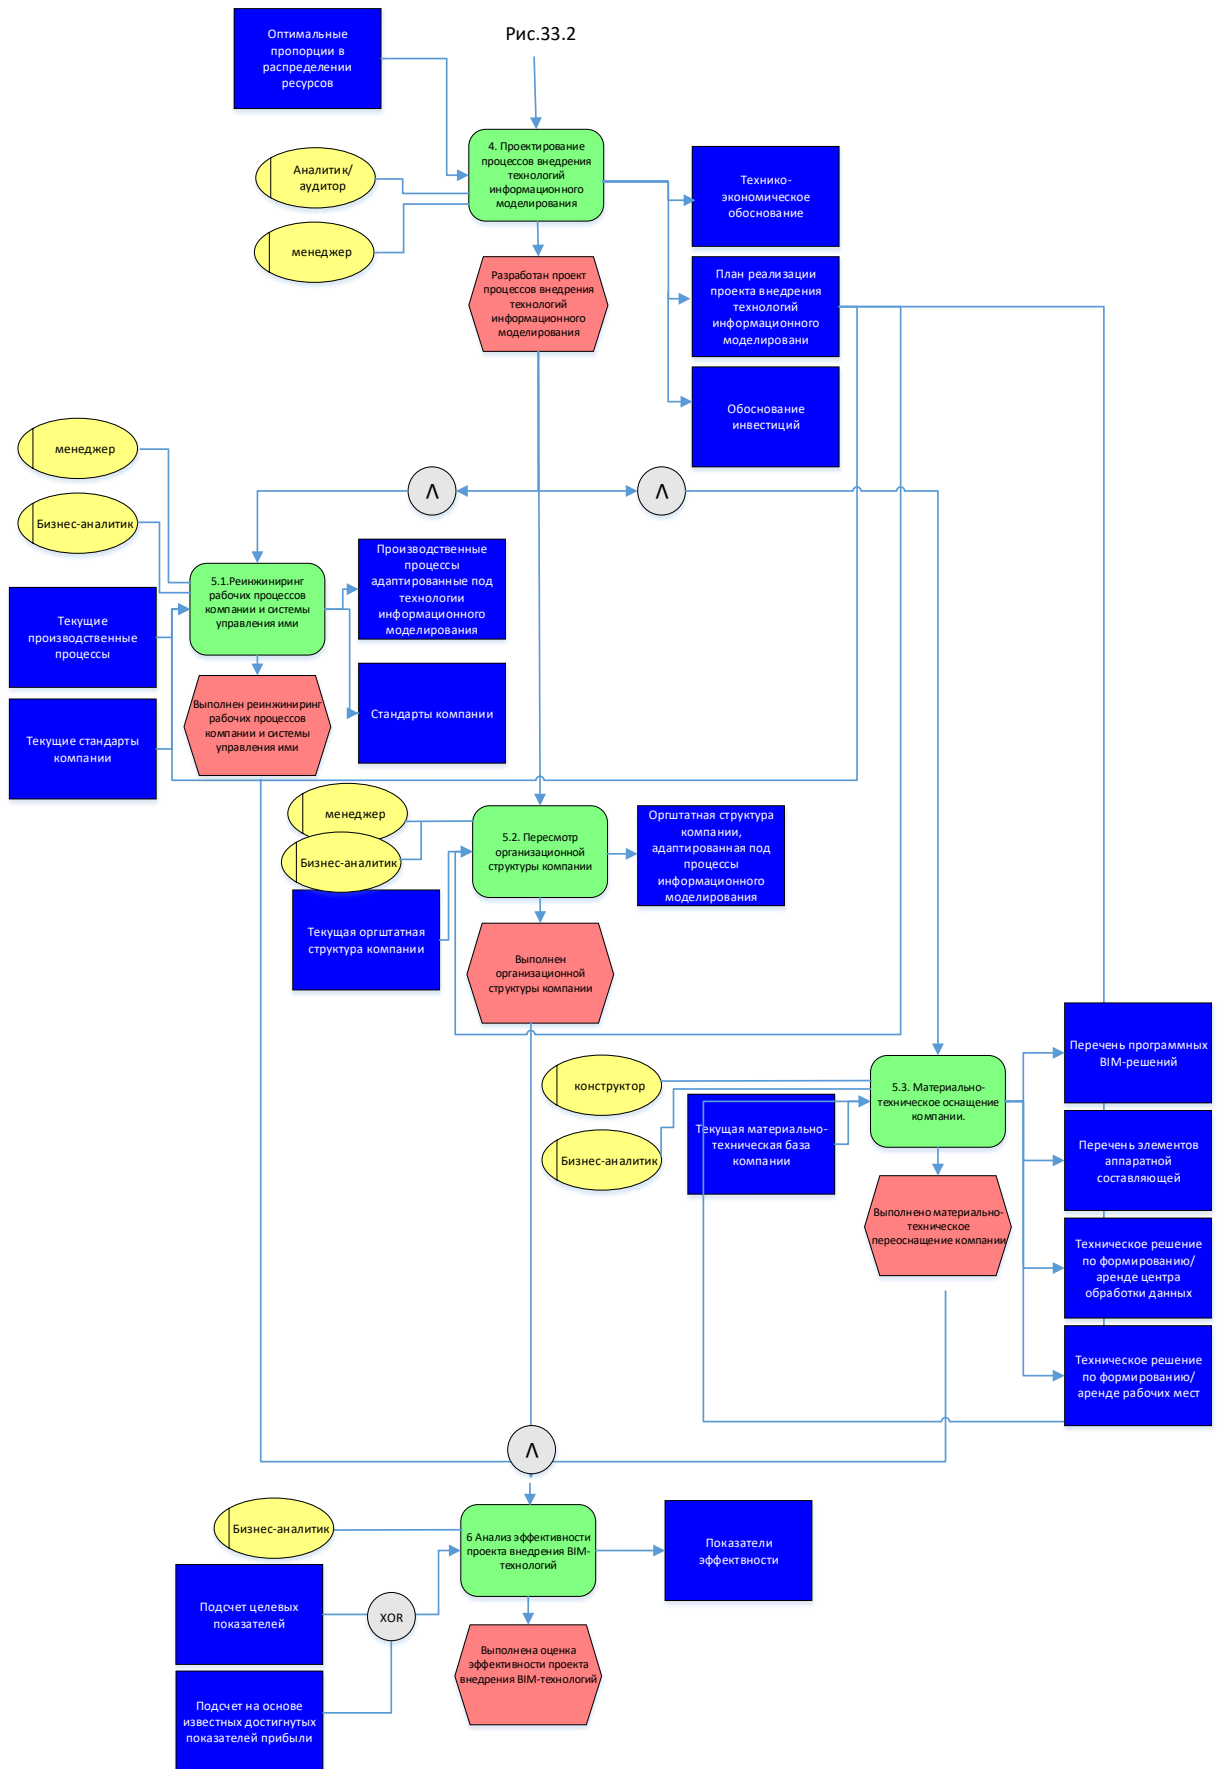 Рис.33.2
Оптимальные
пропорции в
распределении
ресурсов
4. Проектирование
процессов внедрения
технологий
информационного
моделирования
Аналитик/
аудитор
менеджер
Технико-
экономическое
обоснование
Разработан проект
процессов внедрения
технологий
информационного
моделирования
План реализации
проекта внедрения
технологий
информационного
моделировани
Обоснование
инвестиций
менеджер
Бизнес-аналитик
Λ
Λ
5.1.Реинжиниринг
рабочих процессов
компании и системы
управления ими
Производственные
процессы
адаптированные под
технологии
информационного
моделирования
Текущие
производственные
процессы
Выполнен реинжиниринг
рабочих процессов
компании и системы
управления ими
Стандарты компании
Текущие стандарты
компании
менеджер
Бизнес-аналитик
5.2. Пересмотр
организационной
структуры компании
Оргштатная структура
компании,
адаптированная под
процессы
информационного
моделирования
Текущая оргштатная
структура компании
Выполнен
организационной
структуры компании
конструктор
Бизнес-аналитик
Текущая материально-
техническая база
компании
5.3. Материально-
техническое оснащение
компании.
Перечень программных
BIM-решений
Перечень элементов
аппаратной
составляющей
Выполнено материально-
техническое
переоснащение компании
Техническое решение
по формированию/
аренде центра
обработки данных
Техническое решение
по формированию/
аренде рабочих мест
Λ
Бизнес-аналитик
6 Анализ эффективности
проекта внедрения BIM-
технологий
Показатели
эффектвности
Подсчет целевых
показателей
XOR
Выполнена оценка
эффективности проекта
внедрения BIM-технологий
Подсчет на основе
известных достигнутых
показателей прибыли